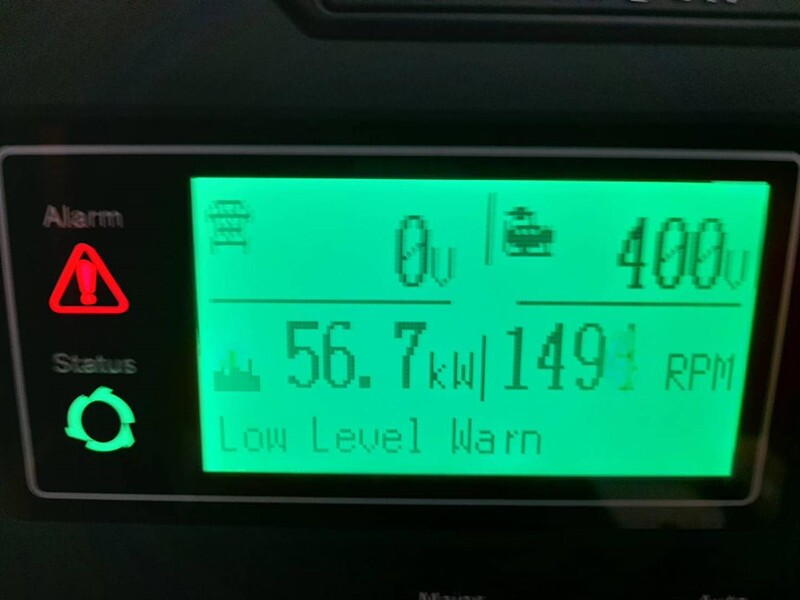 Alarm
0V
400V
Status
56.7kW
149 RPM
Low Level Warn